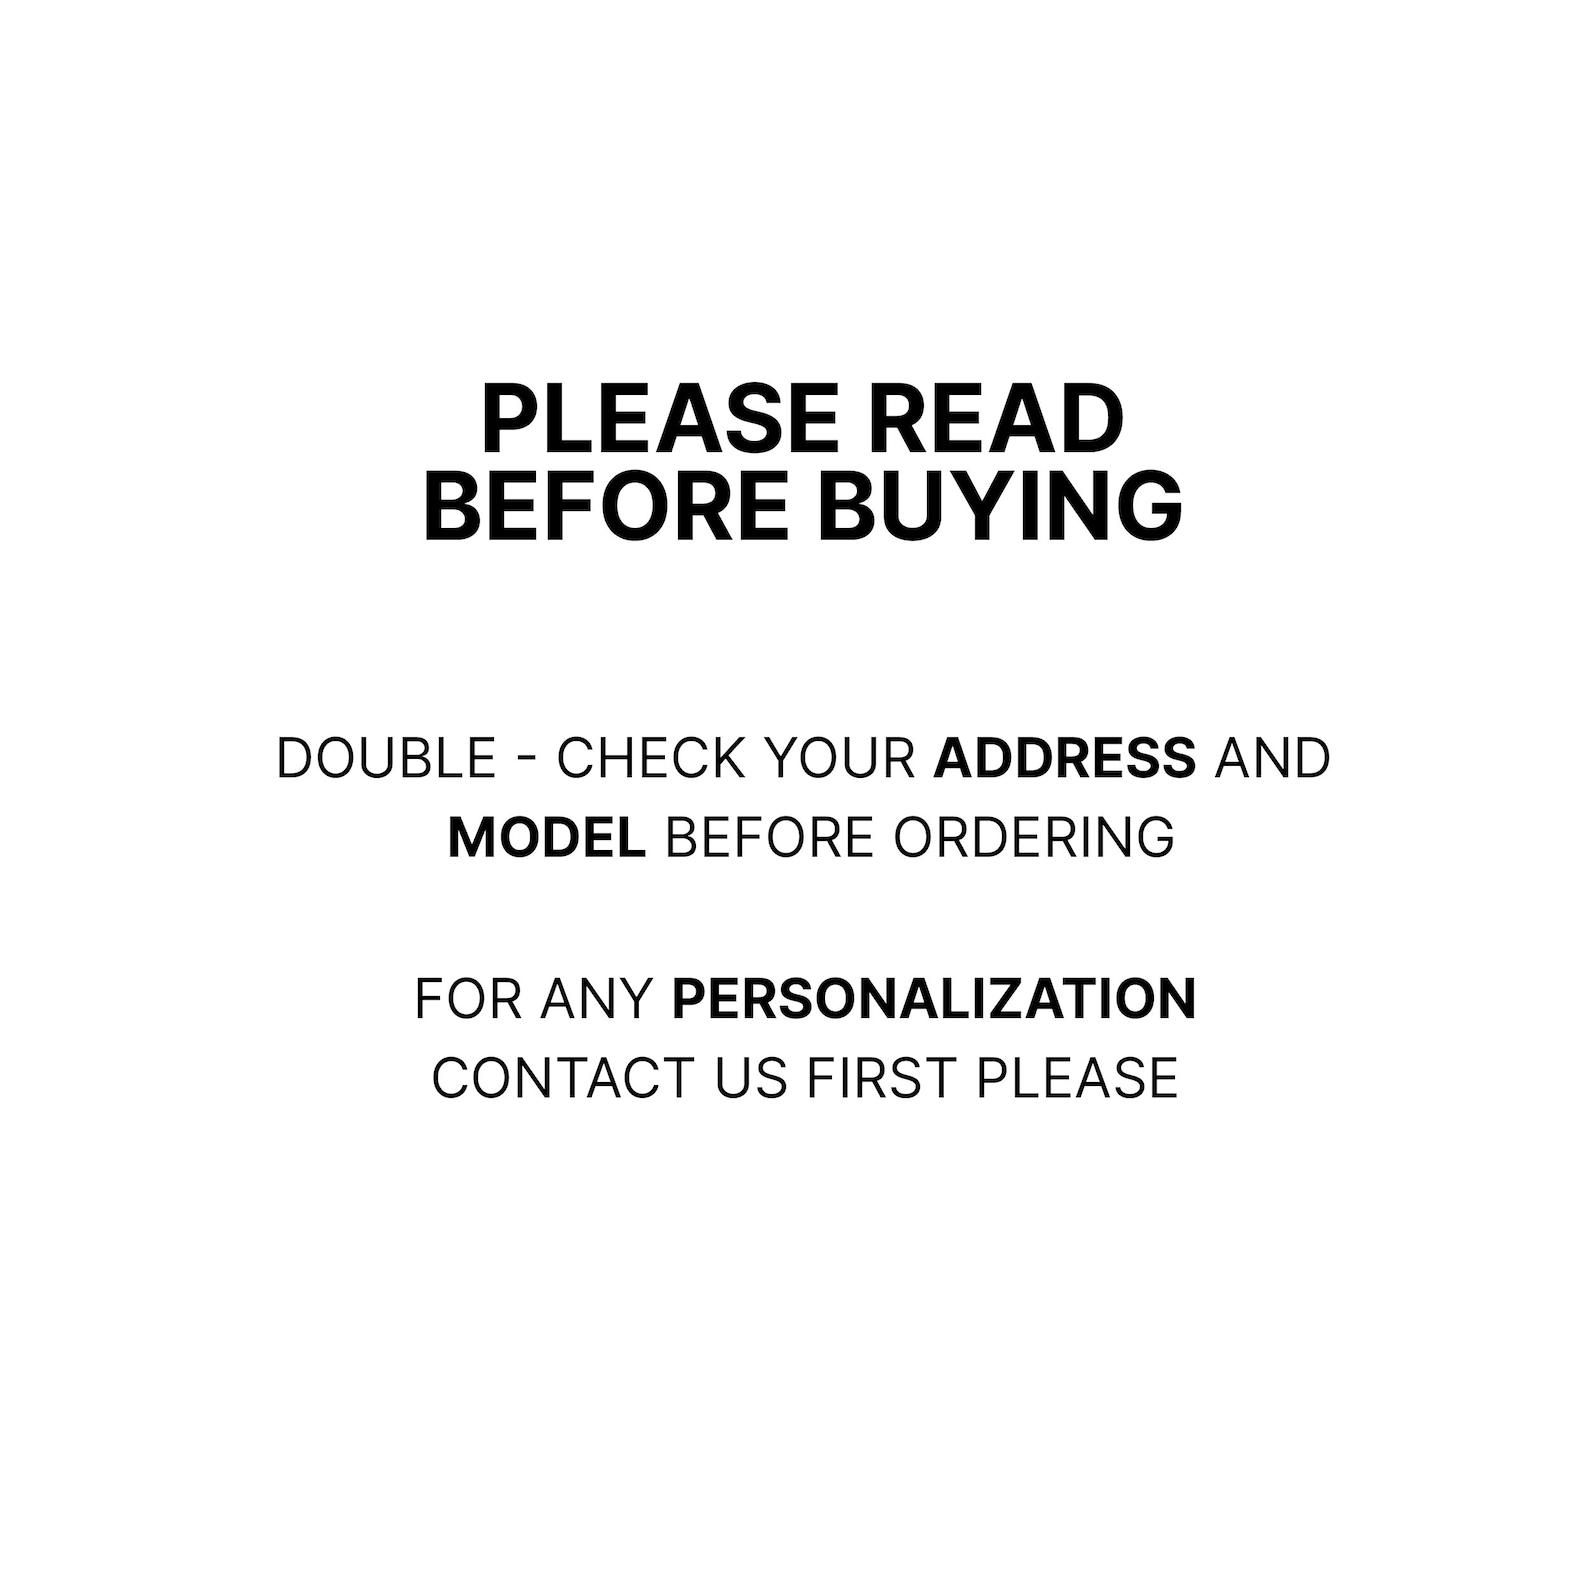 PLEASE READ
BEFORE BUYING
DOUBLE - CHECK YOUR ADDRESS AND
MODEL BEFORE ORDERING
FOR ANY PERSONALIZATION
CONTACT US FIRST PLEASE